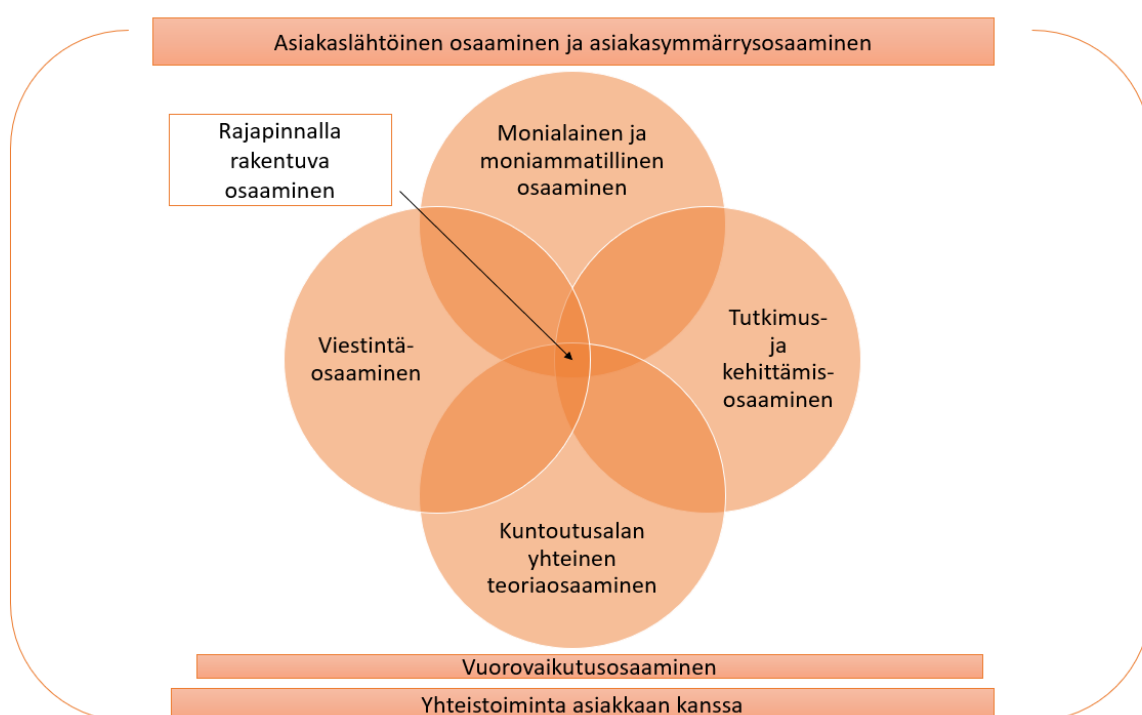 Asiakaslähtöinen osaaminen ja asiakasymmärrysosaaminen
Rajapinnalla
rakentuva
osaaminen
Monialainen ja
moniammatillinen
osaaminen
Viestintä-
osaaminen
Tutkimus-
ja
kehittämis-
osaaminen
Kuntoutusalan
yhteinen
teoriaosaaminen
Vuorovaikutusosaaminen
Yhteistoiminta asiakkaan kanssa